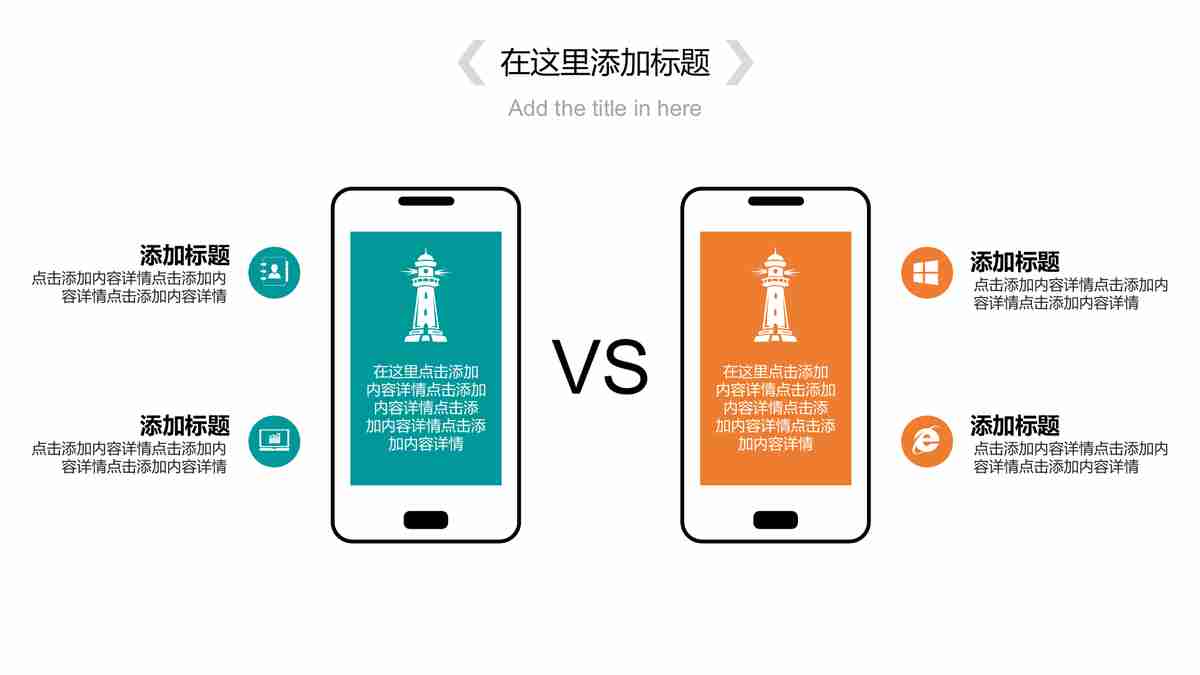 在这里添加标题
Add the title in here
添加标题
点击添加内容详情点击添加内
容详情点击添加内容详情
添加标题
点击添加内容详情点击添加内
容详情点击添加内容详情
在这里点击添加
内容详情点击添加
内容详情点击添
加内容详情点击添
加内容详情
VS
在这里点击添加
内容详情点击添加
内容详情点击添
加内容详情点击添
加内容详情
添加标题
点击添加内容详情点击添加内
容详情点击添加内容详情
添加标题
点击添加内容详情点击添加内
容详情点击添加内容详情